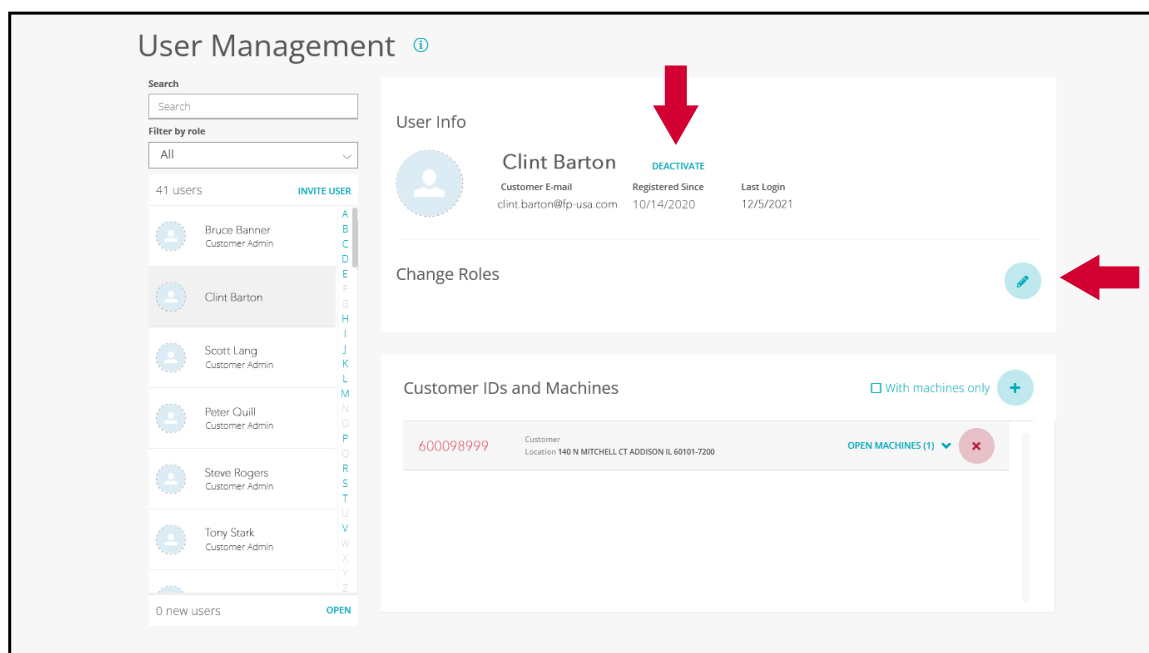 User Management
Search
Search
Filter by role
All
41 users INVITE USER
Bruce Banner
Customer Admin
Clint Barton
Scott Lang
Customer Admin
Peter Quill
Customer Admin
Steve Rogers
Customer Admin
Tony Stark
Customer Admin
A
B
C
D
E
F
G
H
I
J
K
L
M
N
O
P
Q
R
S
T
U
V
W
X
Y
Z
0 new users OPEN
User Info
Clint Barton DEACTIVATE
Customer E-mail Registered Since Last Login
clint.barton@fp-usa.com 10/14/2020 12/5/2021
Change Roles
Customer IDs and Machines With machines only
600098999 Customer
Location 140 N MITCHELL CT ADDISON IL 60101-7200 OPEN MACHINES (1)